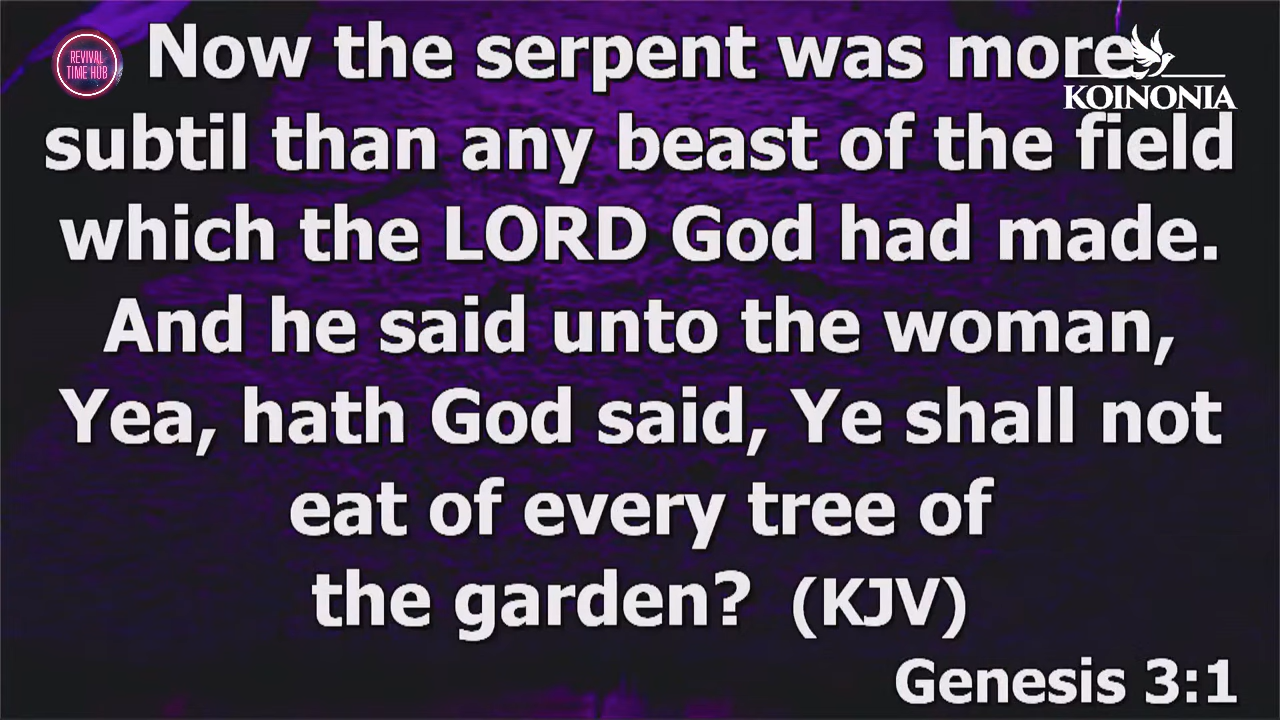 REVIVAL
TIME HUB
KOINONIA
Now the serpent was more
subtil than any beast of the field
which the LORD God had made.
And he said unto the woman,
Yea, hath God said, Ye shall not
eat of every tree of
the garden? (KJV)
Genesis 3:1